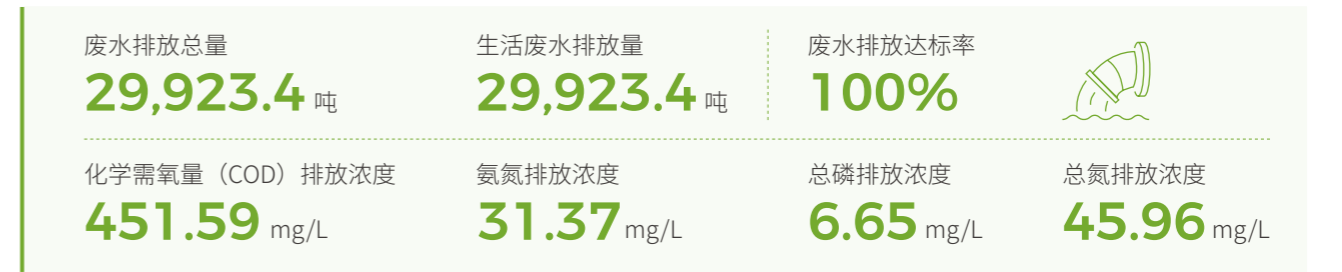 废水排放总量
29,923.4 吨
生活废水排放量
29,923.4 吨
废水排放达标率
100%
化学需氧量（COD）排放浓度
451.59 mg/L
氨氮排放浓度
31.37 mg/L
总磷排放浓度
6.65 mg/L
总氮排放浓度
45.96 mg/L